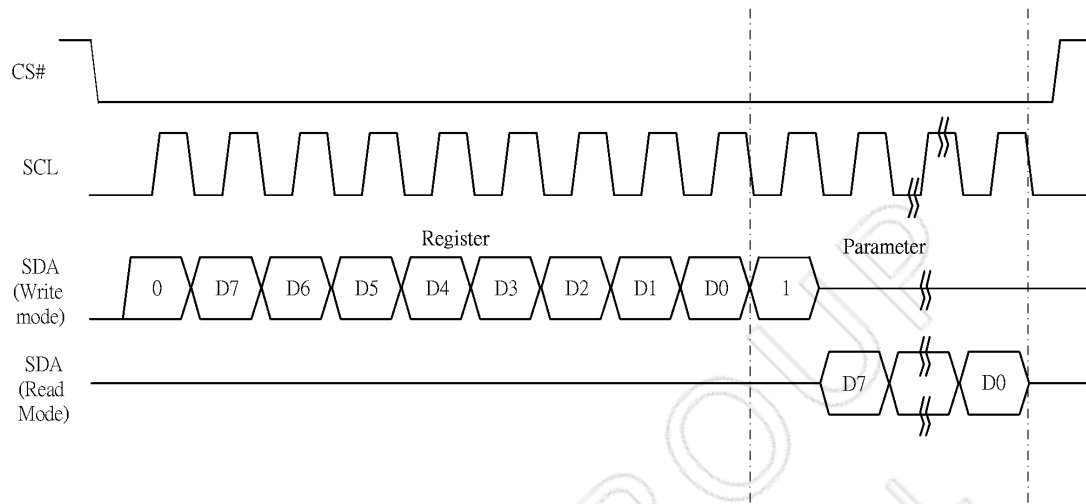 CS#
SCL
Register
Parameter
SDA
(Write
mode)
0 D7 D6 D5 D4 D3 D2 D1 D0 1
SDA
(Read
Mode)
D7 D0
OUP